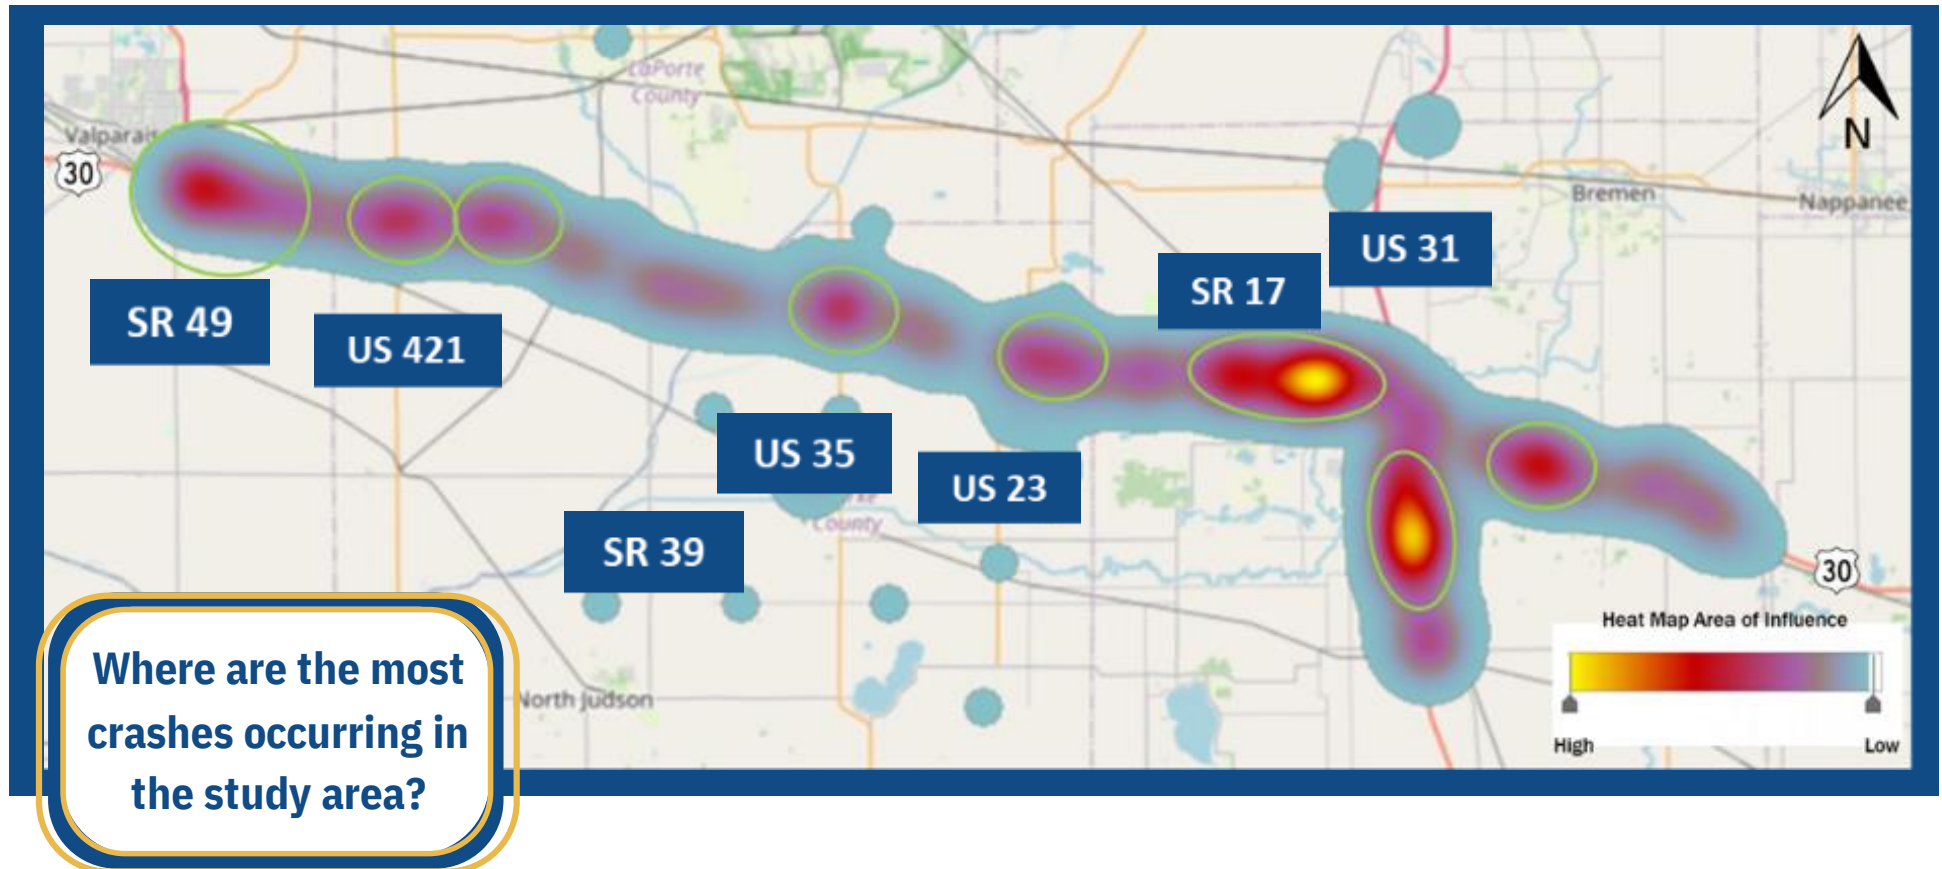 LaPorte
County
N
Valparais
30
Bremen
Nappanee
US 31
SR 17
SR 49
US 421
US 35
US 23
County
SR 39
30
Heat Map Area of Influence
High
Low
North Judson
Where are the most
crashes occurring in
the study area?